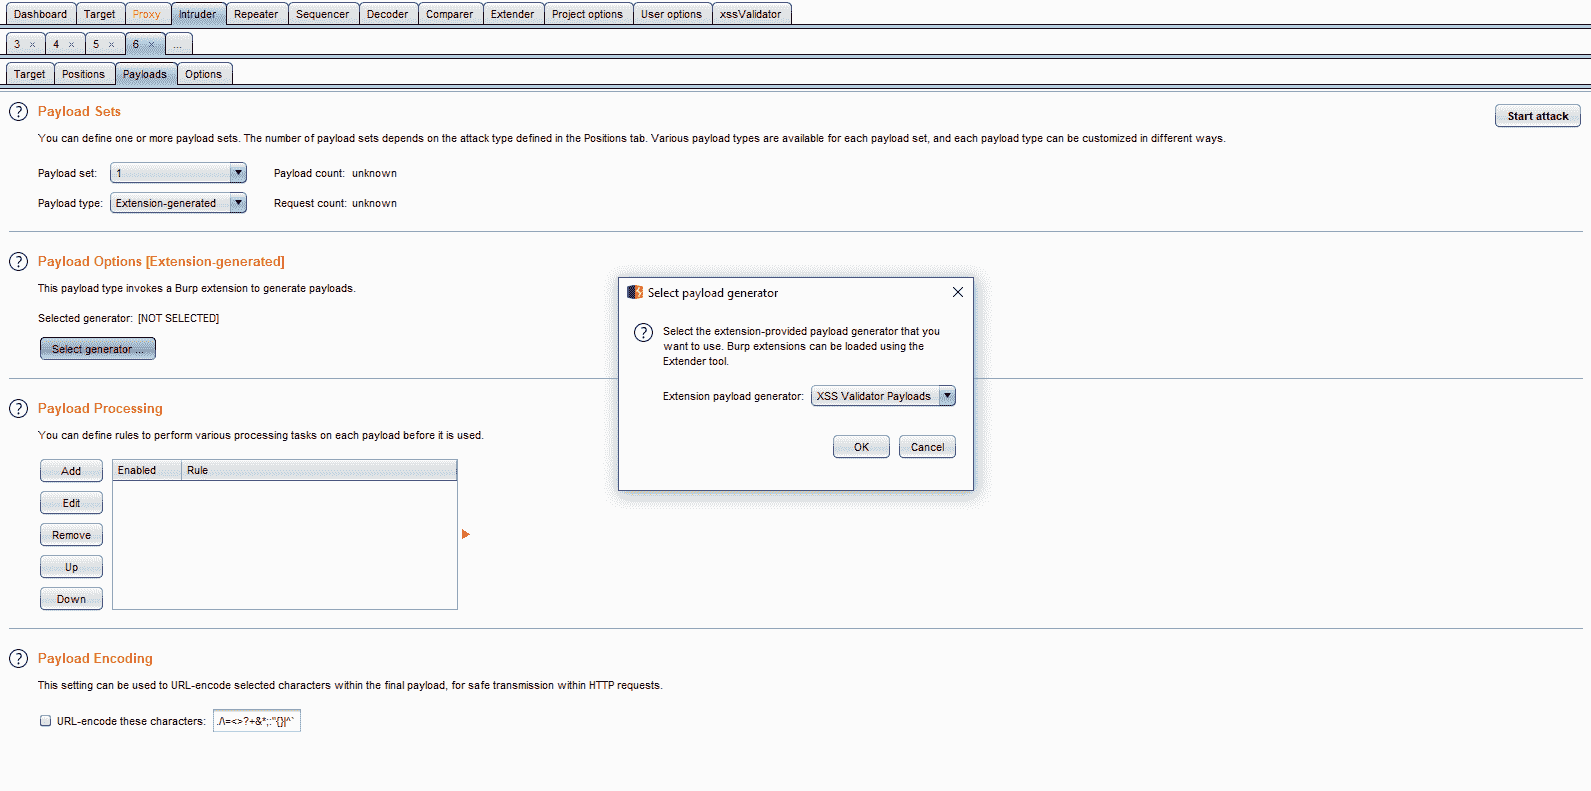 Dashboard Target Proxy Intruder Repeater Sequencer Decoder Comparer Extender Project options User options xssValidator
3 × 4 × 5 × 6 × ...
Target Positions Payloads Options
? Payload Sets
Start attack
You can define one or more payload sets. The number of payload sets depends on the attack type defined in the Positions tab. Various payload types are available for each payload set, and each payload type can be customized in different ways.
Payload set: 1 Payload count: unknown
Payload type: Extension-generated Request count: unknown
? Payload Options [Extension-generated]
This payload type invokes a Burp extension to generate payloads.
Selected generator: [NOT SELECTED]
Select generator ...
Select payload generator
? Select the extension-provided payload generator that you
want to use. Burp extensions can be loaded using the
Extender tool.
Extension payload generator: XSS Validator Payloads
OK Cancel
? Payload Processing
You can define rules to perform various processing tasks on each payload before it is used.
Add Enabled Rule
Edit
Remove
Up
Down
? Payload Encoding
This setting can be used to URL-encode selected characters within the final payload, for safe transmission within HTTP requests.
URL-encode these characters: ./\=<>?+&*;:"{}|^`